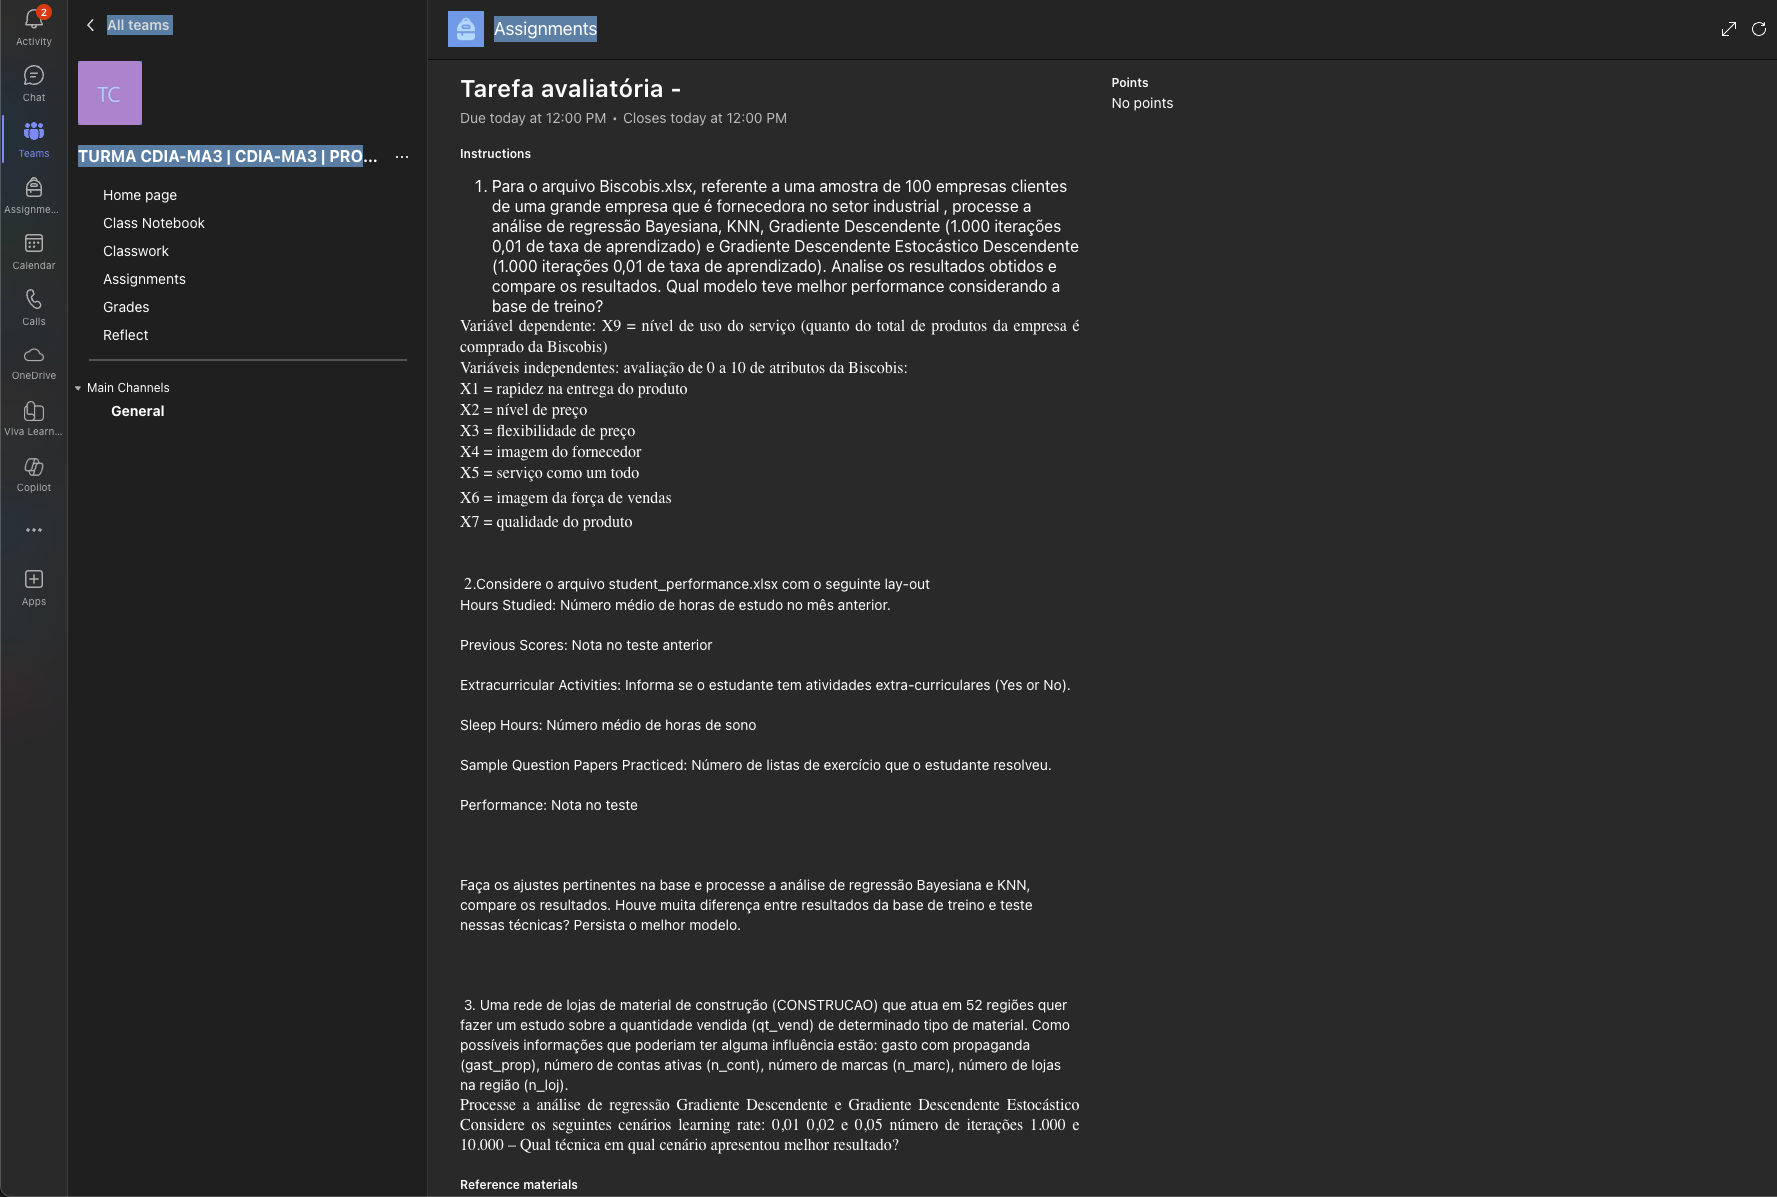 2
Activity
Chat
Teams
Assignme...
Calendar
Calls
OneDrive
Viva Learn...
Copilot
Apps
All teams
TC
TURMA CDIA-MA3 | CDIA-MA3 | PRO...
Home page
Class Notebook
Classwork
Assignments
Grades
Reflect
Main Channels
General
Assignments
Tarefa avaliatória -
Due today at 12:00 PM • Closes today at 12:00 PM
Instructions
1. Para o arquivo Biscobis.xlsx, referente a uma amostra de 100 empresas clientes
de uma grande empresa que é fornecedora no setor industrial , processe a
análise de regressão Bayesiana, KNN, Gradiente Descendente (1.000 iterações
0,01 de taxa de aprendizado) e Gradiente Descendente Estocástico Descendente
(1.000 iterações 0,01 de taxa de aprendizado). Analise os resultados obtidos e
compare os resultados. Qual modelo teve melhor performance considerando a
base de treino?
Variável dependente: X9 = nível de uso do serviço (quanto do total de produtos da empresa é
comprado da Biscobis)
Variáveis independentes: avaliação de 0 a 10 de atributos da Biscobis:
X1 = rapidez na entrega do produto
X2 = nível de preço
X3 = flexibilidade de preço
X4 = imagem do fornecedor
X5 = serviço como um todo
X6 = imagem da força de vendas
X7 = qualidade do produto
2.Considere o arquivo student_performance.xlsx com o seguinte lay-out
Hours Studied: Número médio de horas de estudo no mês anterior.
Previous Scores: Nota no teste anterior
Extracurricular Activities: Informa se o estudante tem atividades extra-curriculares (Yes or No).
Sleep Hours: Número médio de horas de sono
Sample Question Papers Practiced: Número de listas de exercício que o estudante resolveu.
Performance: Nota no teste
Faça os ajustes pertinentes na base e processe a análise de regressão Bayesiana e KNN,
compare os resultados. Houve muita diferença entre resultados da base de treino e teste
nessas técnicas? Persista o melhor modelo.
3. Uma rede de lojas de material de construção (CONSTRUCAO) que atua em 52 regiões quer
fazer um estudo sobre a quantidade vendida (qt_vend) de determinado tipo de material. Como
possíveis informações que poderiam ter alguma influência estão: gasto com propaganda
(gast_prop), número de contas ativas (n_cont), número de marcas (n_marc), número de lojas
na região (n_loj).
Processe a análise de regressão Gradiente Descendente e Gradiente Descendente Estocástico
Considere os seguintes cenários learning rate: 0,01 0,02 e 0,05 número de iterações 1.000 e
10.000 – Qual técnica em qual cenário apresentou melhor resultado?
Reference materials
Points
No points